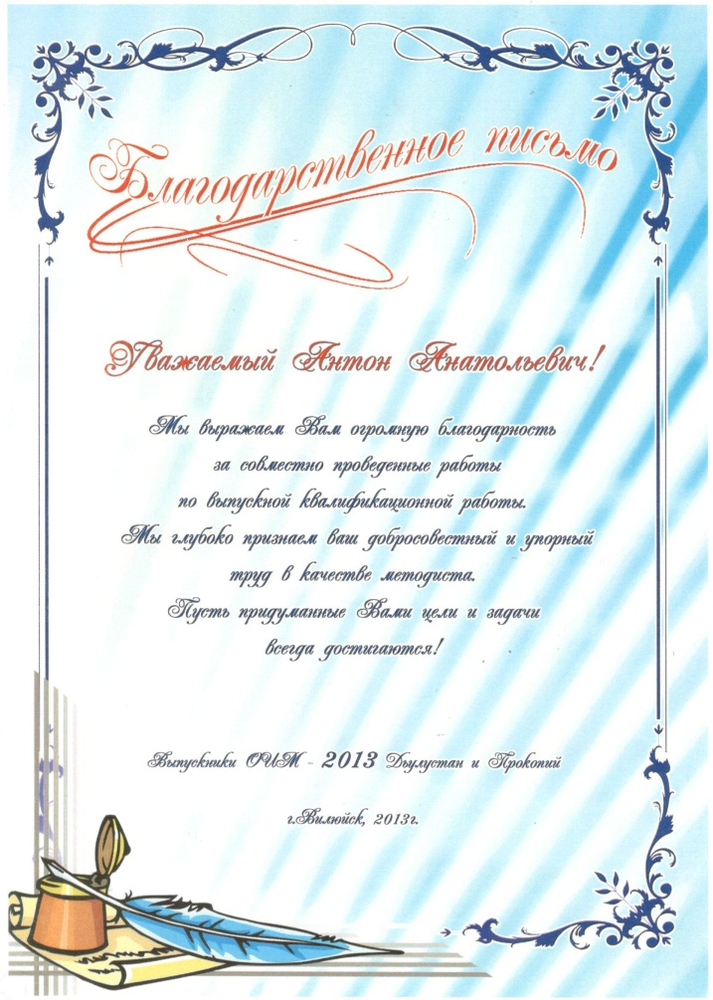 Благодарственное письмо
Уважаемый Антон Анатольевич!
Мы выражаем Вам огромную благодарность
за совместно проведенные работы
по выпускной квалификационной работы.
Мы глубоко признаем ваш добросовестный и упорный
труд в качестве методиста.
Пусть придуманные Вами цели и задачи
всегда достигаются!
Выпускники ОИМ - 2013 Дьулустан и Прокопий
г.Вилюйск, 2013г.